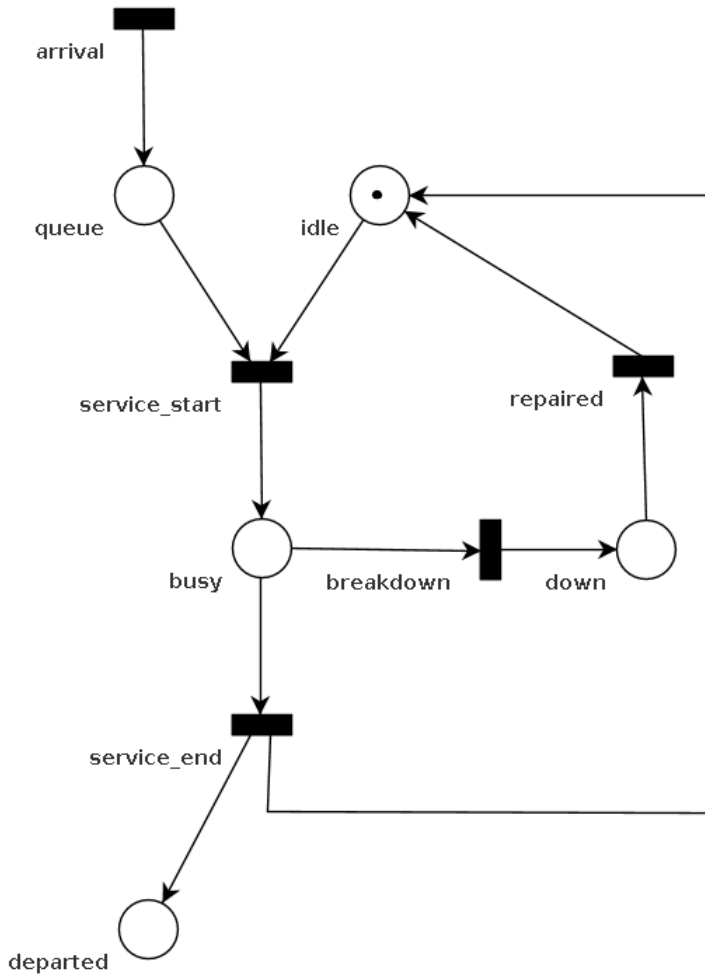 arrival
queue
idle
service_start
repaired
busy
breakdown
down
service_end
departed